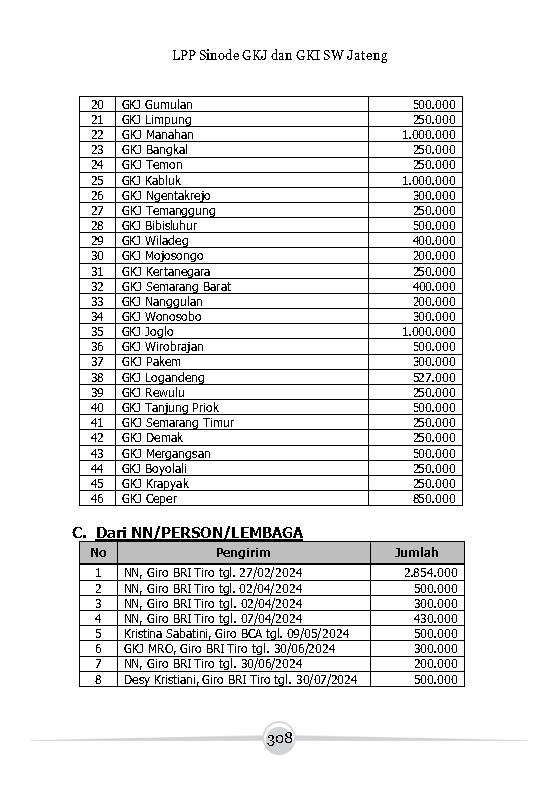 LPP Sinode GKJ dan GKI SW Jateng
20 GKJ Gumulan 500.000
21 GKJ Limpung 250.000
22 GKJ Manahan 1.000.000
23 GKJ Bangkal 250.000
24 GKJ Temon 250.000
25 GKJ Kabluk 1.000.000
26 GKJ Ngentakrejo 300.000
27 GKJ Temanggung 250.000
28 GKJ Bibisluhur 500.000
29 GKJ Wiladeg 400.000
30 GKJ Mojosongo 200.000
31 GKJ Kertanegara 250.000
32 GKJ Semarang Barat 400.000
33 GKJ Nanggulan 200.000
34 GKJ Wonosobo 300.000
35 GKJ Joglo 1.000.000
36 GKJ Wirobrajan 500.000
37 GKJ Pakem 300.000
38 GKJ Logandeng 527.000
39 GKJ Rewulu 250.000
40 GKJ Tanjung Priok 500.000
41 GKJ Semarang Timur 250.000
42 GKJ Demak 250.000
43 GKJ Mergangsan 500.000
44 GKJ Boyolali 250.000
45 GKJ Krapyak 250.000
46 GKJ Ceper 850.000
C. Dari NN/PERSON/LEMBAGA
No Pengirim Jumlah
1 NN, Giro BRI Tiro tgl. 27/02/2024 2.854.000
2 NN, Giro BRI Tiro tgl. 02/04/2024 500.000
3 NN, Giro BRI Tiro tgl. 02/04/2024 300.000
4 NN, Giro BRI Tiro tgl. 07/04/2024 430.000
5 Kristina Sabatini, Giro BCA tgl. 09/05/2024 500.000
6 GKJ MRO, Giro BRI Tiro tgl. 30/06/2024 300.000
7 NN, Giro BRI Tiro tgl. 30/06/2024 200.000
8 Desy Kristiani, Giro BRI Tiro tgl. 30/07/2024 500.000
308